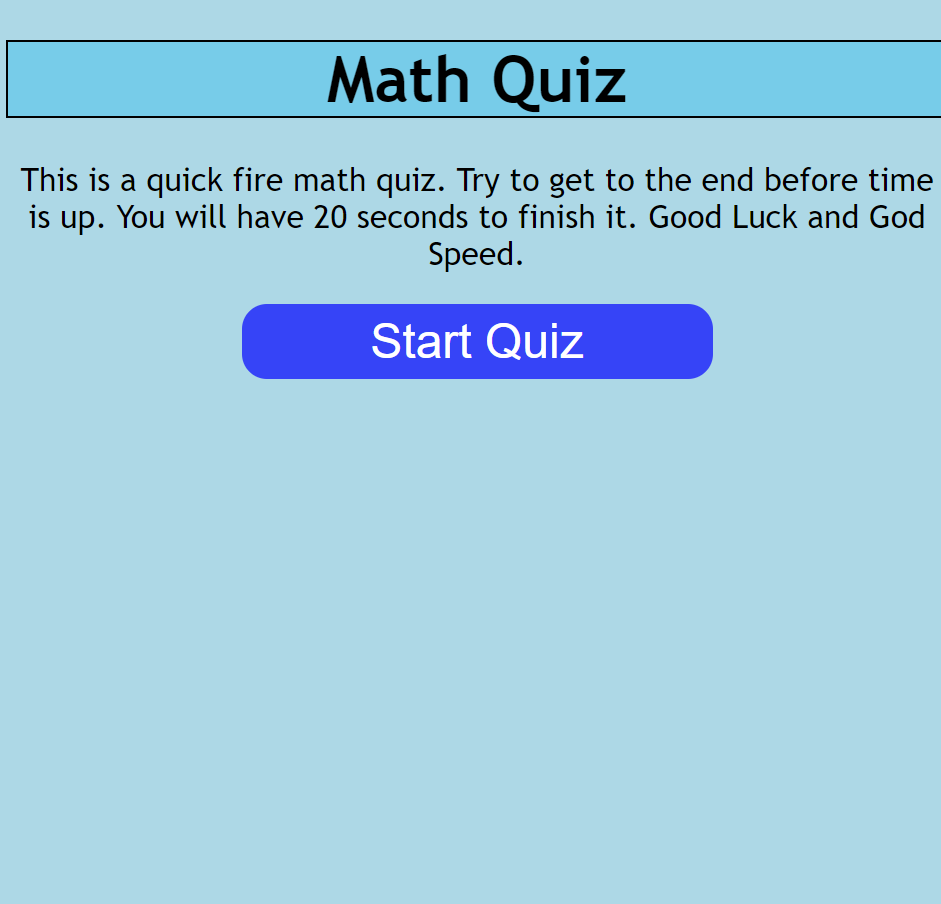 Math Quiz
This is a quick fire math quiz. Try to get to the end before time
is up. You will have 20 seconds to finish it. Good Luck and God
Speed.
Start Quiz